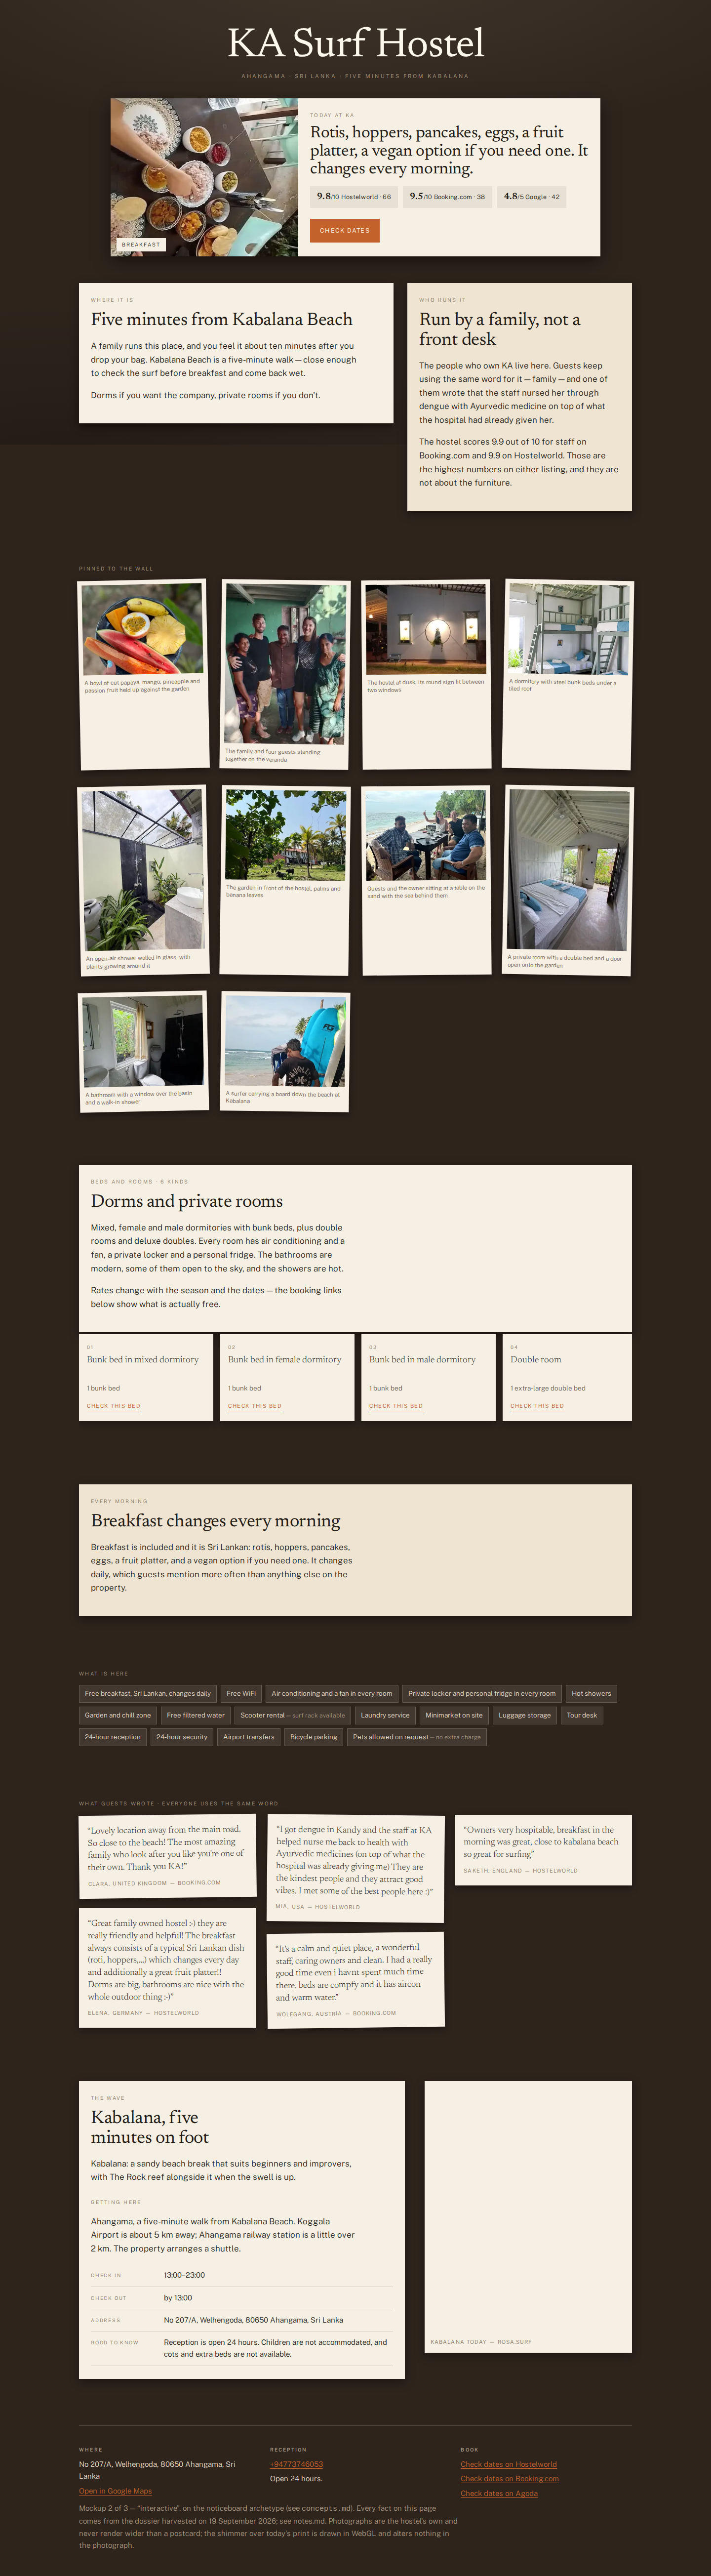 KA Surf Hostel
AHANGAMA · SRI LANKA · FIVE MINUTES FROM KABALANA
BREAKFAST
TODAY AT KA
Rotis, hoppers, pancakes, eggs, a fruit
platter, a vegan option if you need one. It
changes every morning.
9.8/10 Hostelworld · 66
9.5/10 Booking.com · 38
4.8/5 Google · 42
CHECK DATES
WHERE IT IS
Five minutes from Kabalana Beach
A family runs this place, and you feel it about ten minutes after you
drop your bag. Kabalana Beach is a five-minute walk — close enough
to check the surf before breakfast and come back wet.
Dorms if you want the company, private rooms if you don't.
WHO RUNS IT
Run by a family, not a
front desk
The people who own KA live here. Guests keep
using the same word for it — family — and one of
them wrote that the staff nursed her through
dengue with Ayurvedic medicine on top of what
the hospital had already given her.
The hostel scores 9.9 out of 10 for staff on
Booking.com and 9.9 on Hostelworld. Those are
the highest numbers on either listing, and they are
not about the furniture.
PINNED TO THE WALL
A bowl of cut papaya, mango, pineapple and
passion fruit held up against the garden
The family and four guests standing
together on the veranda
The hostel at dusk, its round sign lit between
two windows
A dormitory with steel bunk beds under a
tiled roof
An open-air shower walled in glass, with
plants growing around it
The garden in front of the hostel, palms and
banana leaves
Guests and the owner sitting at a table on the
sand with the sea behind them
A private room with a double bed and a door
open onto the garden
A bathroom with a window over the basin
and a walk-in shower
A surfer carrying a board down the beach at
Kabalana
BEDS AND ROOMS · 6 KINDS
Dorms and private rooms
Mixed, female and male dormitories with bunk beds, plus double
rooms and deluxe doubles. Every room has air conditioning and a
fan, a private locker and a personal fridge. The bathrooms are
modern, some of them open to the sky, and the showers are hot.
Rates change with the season and the dates — the booking links
below show what is actually free.
01
Bunk bed in mixed dormitory
1 bunk bed
CHECK THIS BED
02
Bunk bed in female dormitory
1 bunk bed
CHECK THIS BED
03
Bunk bed in male dormitory
1 bunk bed
CHECK THIS BED
04
Double room
1 extra-large double bed
CHECK THIS BED
EVERY MORNING
Breakfast changes every morning
Breakfast is included and it is Sri Lankan: rotis, hoppers, pancakes,
eggs, a fruit platter, and a vegan option if you need one. It changes
daily, which guests mention more often than anything else on the
property.
WHAT IS HERE
Free breakfast, Sri Lankan, changes daily
Free WiFi
Air conditioning and a fan in every room
Private locker and personal fridge in every room
Hot showers
Garden and chill zone
Free filtered water
Scooter rental — surf rack available
Laundry service
Minimarket on site
Luggage storage
Tour desk
24-hour reception
24-hour security
Airport transfers
Bicycle parking
Pets allowed on request — no extra charge
WHAT GUESTS WROTE · EVERYONE USES THE SAME WORD
“Lovely location away from the main road.
So close to the beach! The most amazing
family who look after you like you're one of
their own. Thank you KA!”
CLARA, UNITED KINGDOM — BOOKING.COM
“Great family owned hostel :-) they are
really friendly and helpful! The breakfast
always consists of a typical Sri Lankan dish
(roti, hoppers,...) which changes every day
and additionally a great fruit platter!!
Dorms are big, bathrooms are nice with the
whole outdoor thing :-)”
ELENA, GERMANY — HOSTELWORLD
“I got dengue in Kandy and the staff at KA
helped nurse me back to health with
Ayurvedic medicines (on top of what the
hospital was already giving me) They are
the kindest people and they attract good
vibes, I met some of the best people here :)”
MIA, USA — HOSTELWORLD
“It's a calm and quiet place, a wonderful
staff, caring owners and clean. I had a really
good time even i havnt spent much time
there. beds are compfy and it has aircon
and warm water.”
WOLFGANG, AUSTRIA — BOOKING.COM
“Owners very hospitable, breakfast in the
morning was great, close to kabalana beach
so great for surfing”
SAKETH, ENGLAND — HOSTELWORLD
THE WAVE
Kabalana, five
minutes on foot
Kabalana: a sandy beach break that suits beginners and improvers,
with The Rock reef alongside it when the swell is up.
GETTING HERE
Ahangama, a five-minute walk from Kabalana Beach. Koggala
Airport is about 5 km away; Ahangama railway station is a little over
2 km. The property arranges a shuttle.
CHECK IN 13:00–23:00
CHECK OUT by 13:00
ADDRESS No 207/A, Welhengoda, 80650 Ahangama, Sri Lanka
GOOD TO KNOW Reception is open 24 hours. Children are not accommodated, and
cots and extra beds are not available.
KABALANA TODAY — ROSA.SURF
WHERE
No 207/A, Welhengoda, 80650 Ahangama, Sri
Lanka
Open in Google Maps
RECEPTION
+94773746053
Open 24 hours.
BOOK
Check dates on Hostelworld
Check dates on Booking.com
Check dates on Agoda
Mockup 2 of 3 — “interactive”, on the noticeboard archetype (see concepts.md). Every fact on this page
comes from the dossier harvested on 19 September 2026; see notes.md. Photographs are the hostel's own and
never render wider than a postcard; the shimmer over today's print is drawn in WebGL and alters nothing in
the photograph.